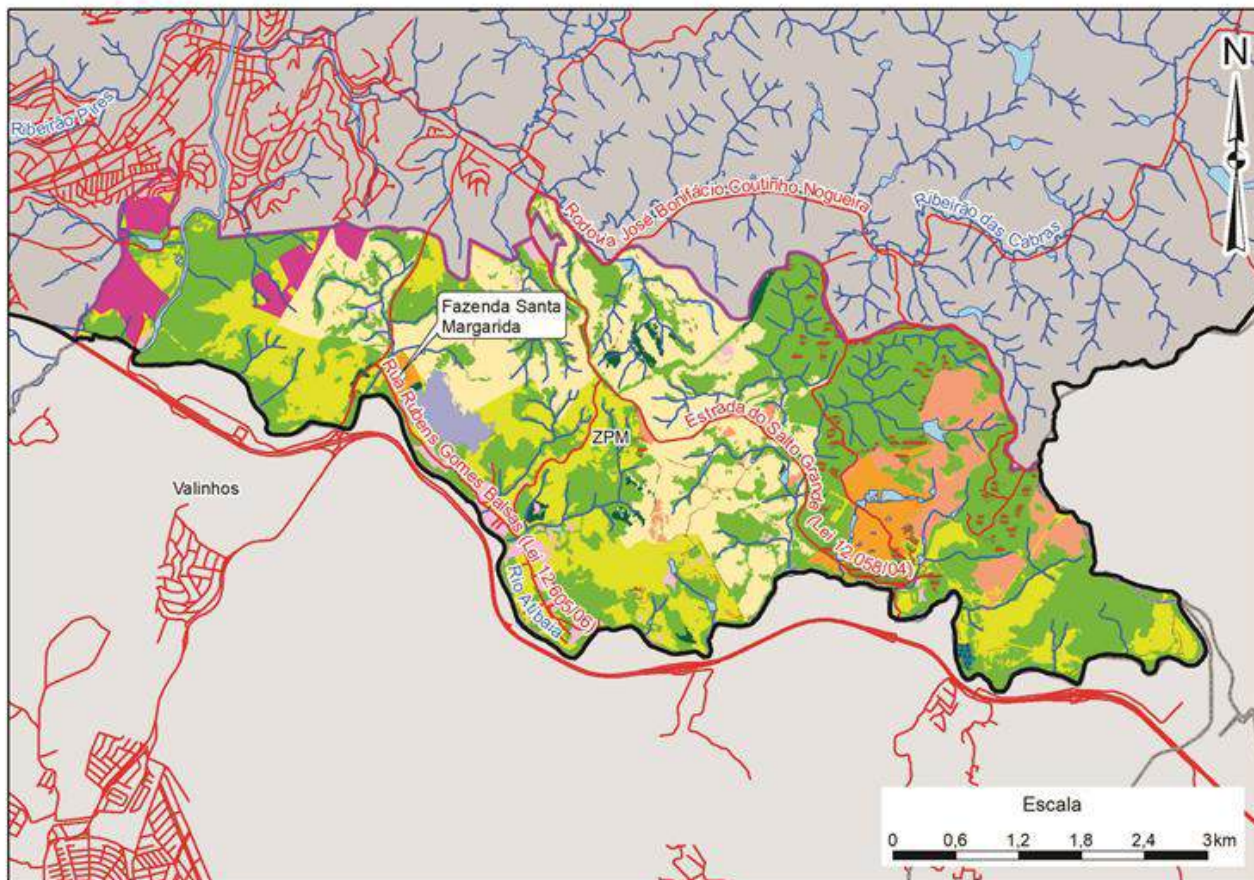 N
Ribeirão Pires
Rodovia José Bonifácio Coutinho Nogueira
Ribeirão das Cabras
Fazenda Santa
Margarida
Rua Rubens Gomes Balsas (Lei 12.605/06)
ZPM
Estrada do Salto Grande (Lei 12.058/04)
Valinhos
Rio Atibaia
Escala
0 0,6 1,2 1,8 2,4 3km